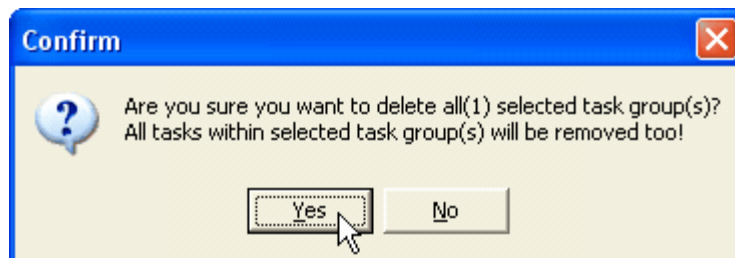 Confirm
Are you sure you want to delete all(1) selected task group(s)?
All tasks within selected task group(s) will be removed too!
Yes No